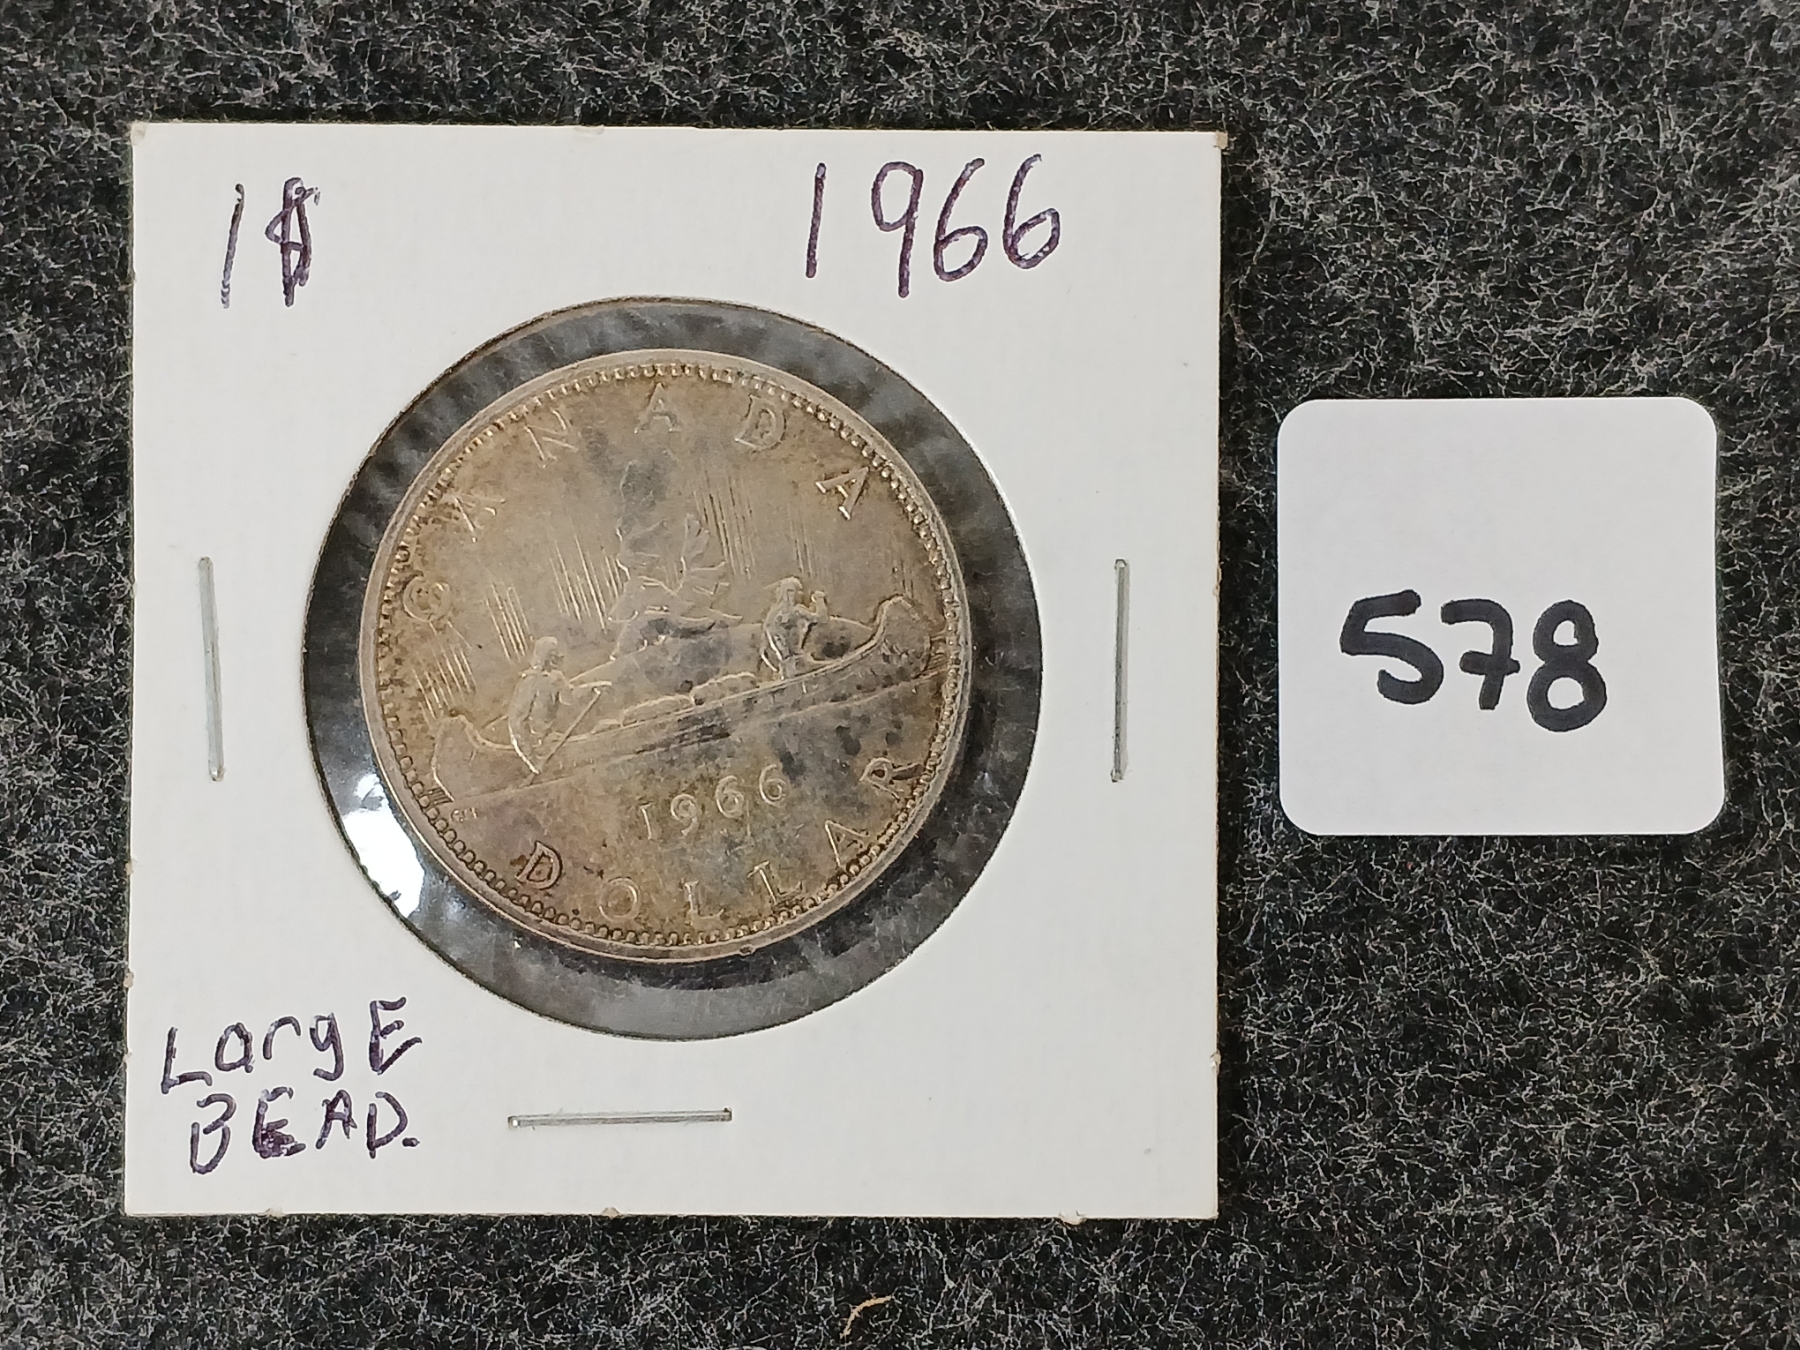 1$ 1966
CANADA
1966
DOLLAR
LargE
BEAD.
578